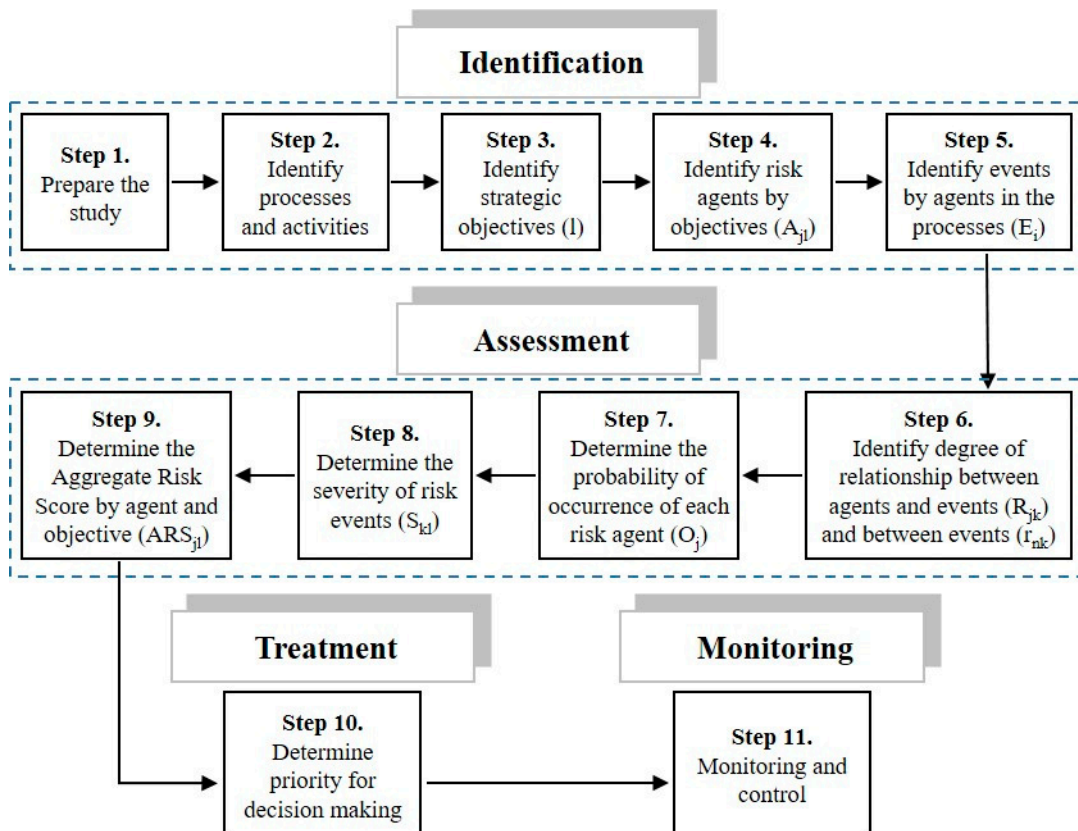 Identification
Step 1.
Prepare the
study
Step 2.
Identify
processes
and activities
Step 3.
Identify
strategic
objectives (l)
Step 4.
Identify risk
agents by
objectives (Ajl)
Step 5.
Identify events
by agents in the
processes (Ei)
Assessment
Step 9.
Determine the
Aggregate Risk
Score by agent and
objective (ARSjl)
Step 8.
Determine the
severity of risk
events (Skl)
Step 7.
Determine the
probability of
occurrence of each
risk agent (Oj)
Step 6.
Identify degree of
relationship between
agents and events (Rjk)
and between events (rnk)
Treatment
Monitoring
Step 10.
Determine
priority for
decision making
Step 11.
Monitoring and
control